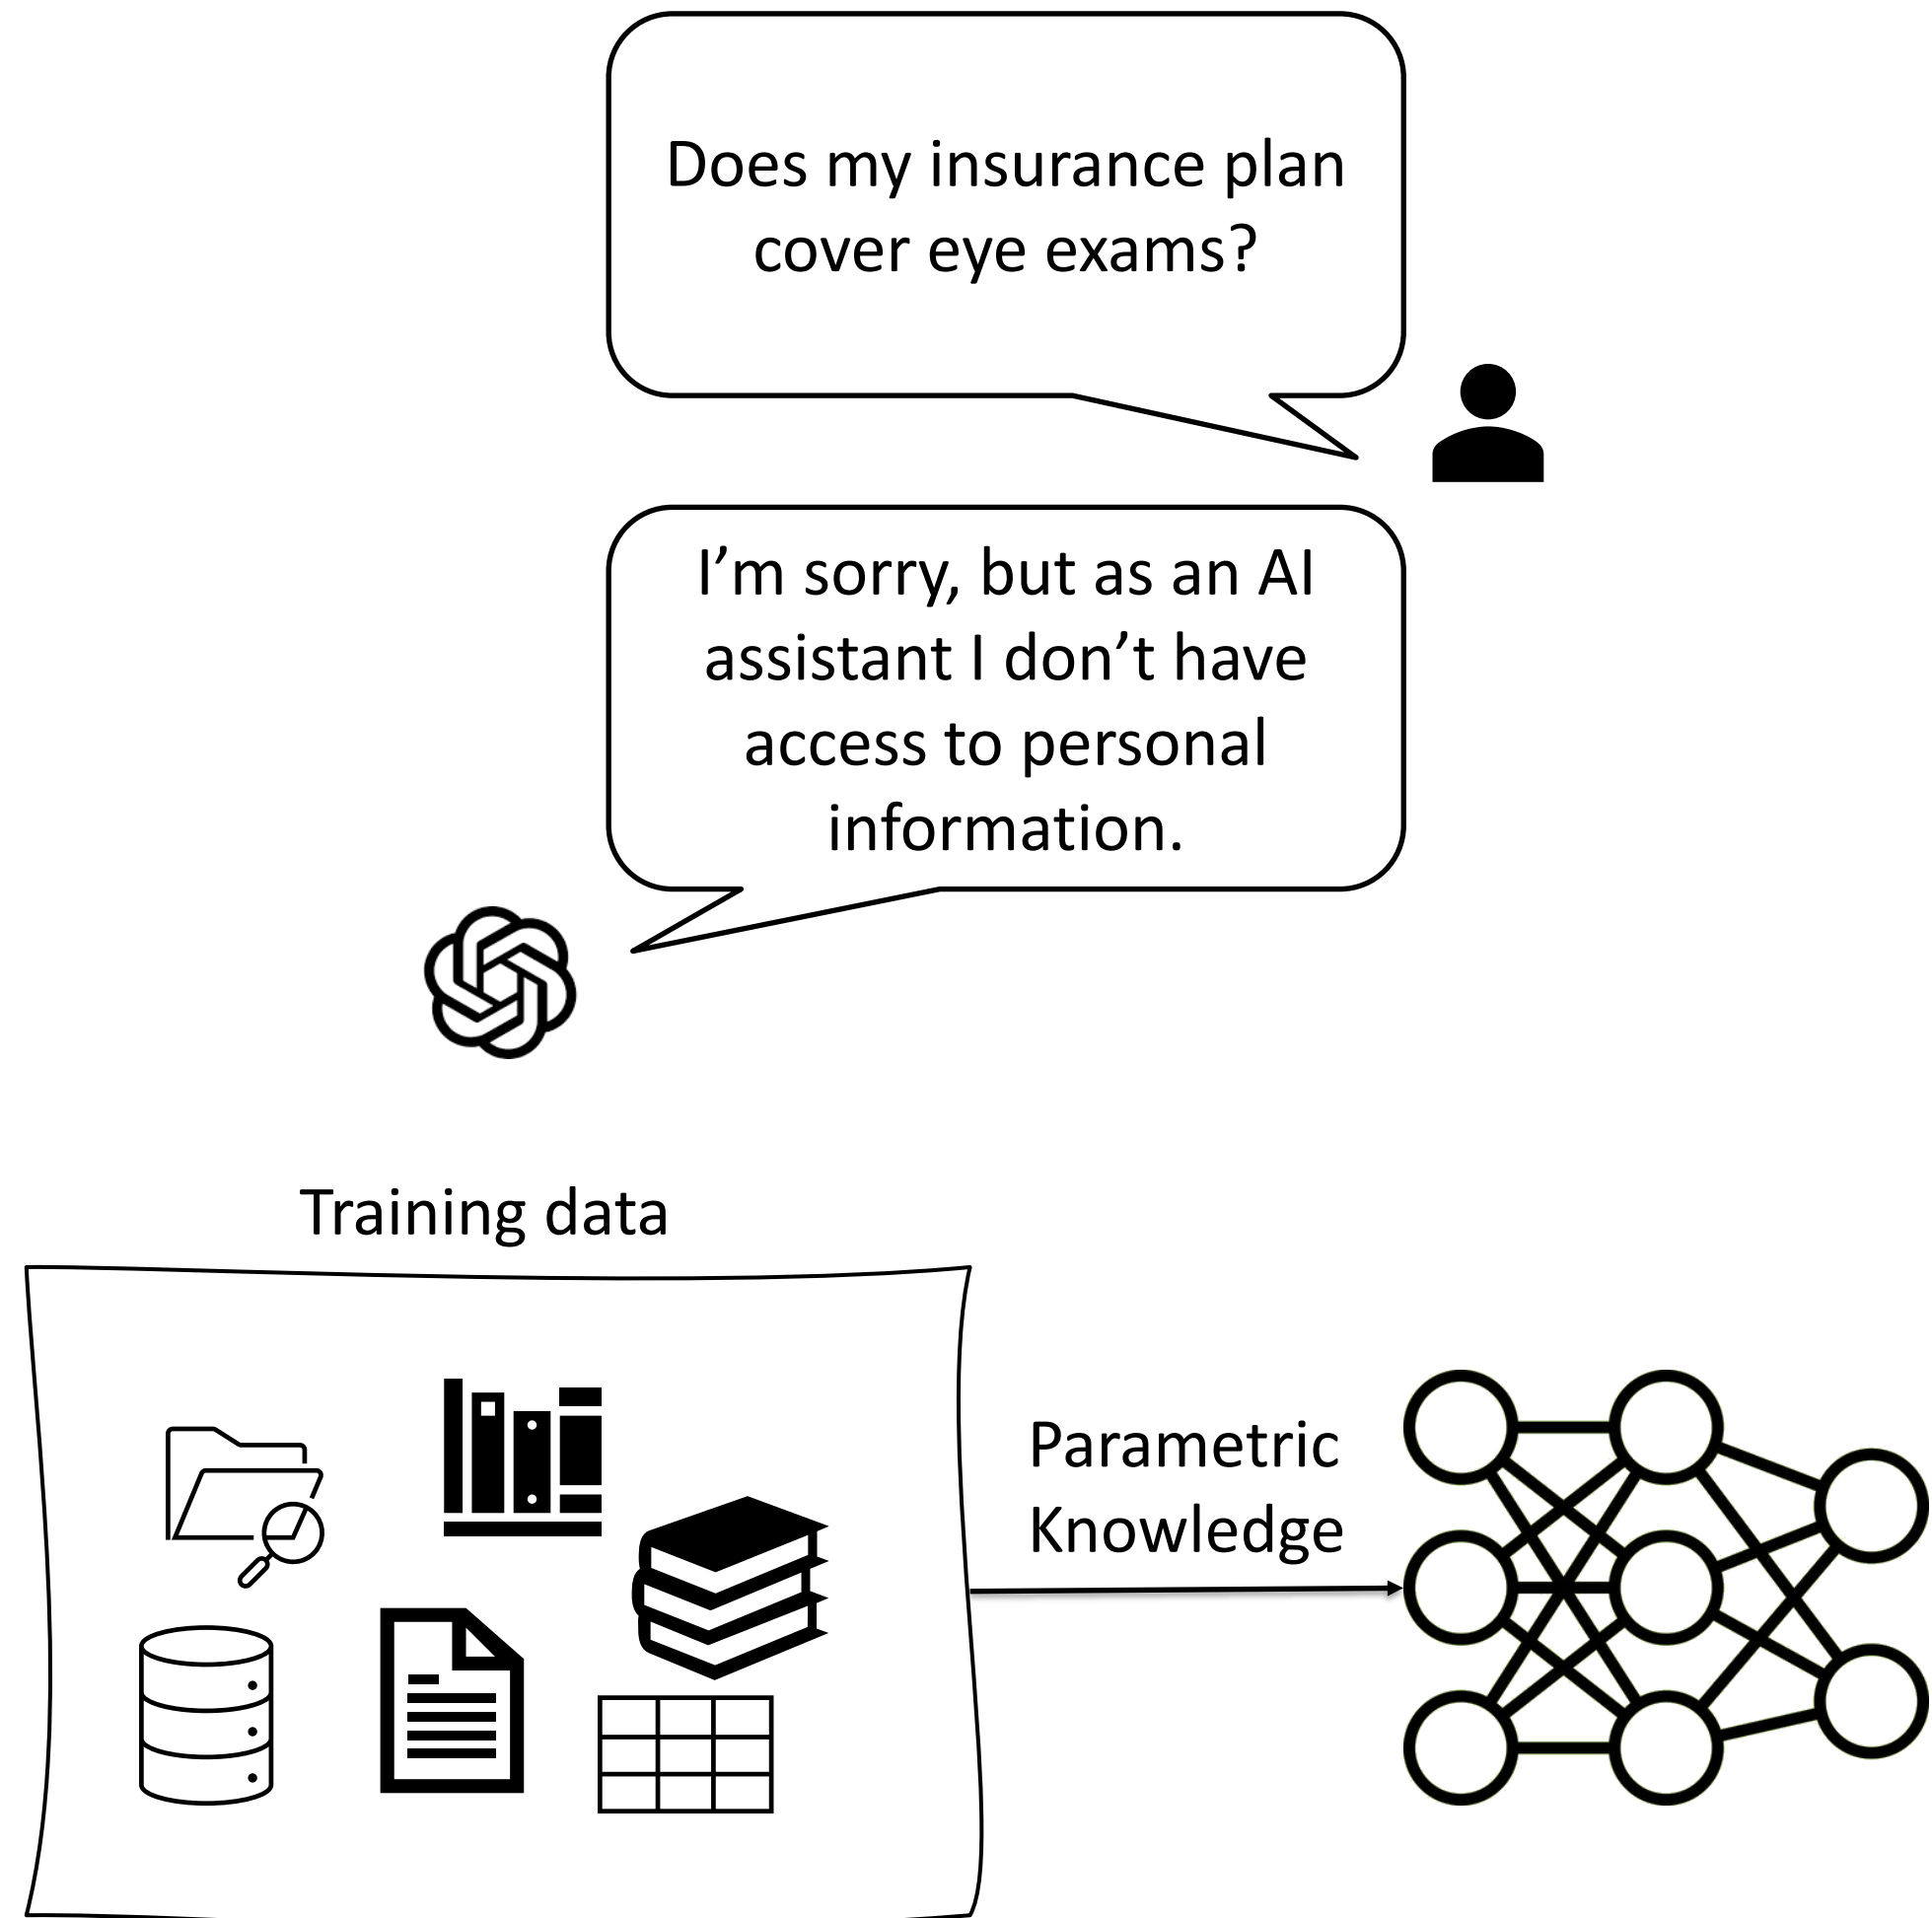 Does my insurance plan
cover eye exams?
I’m sorry, but as an AI
assistant I don’t have
access to personal
information.
Training data
Parametric
Knowledge